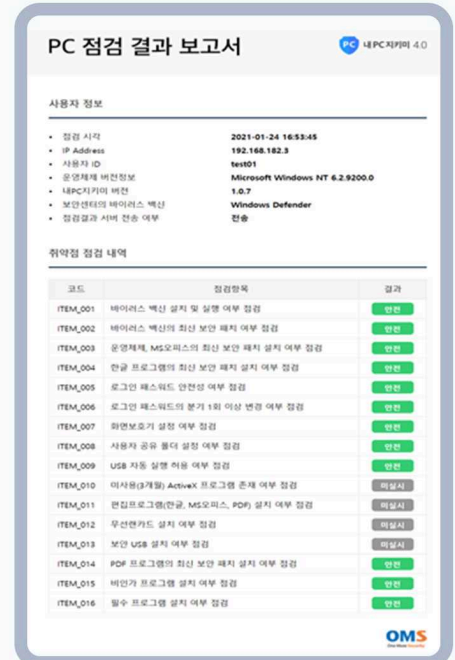 PC 점검 결과 보고서
PC 내PC지키미 4.0
사용자 정보
• 점검 시각 2021-01-24 16:53:45
• IP Address 192.168.182.3
• 사용자 ID test01
• 운영체제 버전정보 Microsoft Windows NT 6.2.9200.0
• 내PC지키미 버전 1.0.7
• 보안센터의 바이러스 백신 Windows Defender
• 점검결과 서버 전송 여부 전송
취약점 점검 내역
코드 점검항목 결과
ITEM_001 바이러스 백신 설치 및 실행 여부 점검 안전
ITEM_002 바이러스 백신의 최신 보안 패치 여부 점검 안전
ITEM_003 운영체제, MS오피스의 최신 보안 패치 설치 여부 점검 안전
ITEM_004 한글 프로그램의 최신 보안 패치 설치 여부 점검 안전
ITEM_005 로그인 패스워드 안전성 여부 점검 안전
ITEM_006 로그인 패스워드의 분기 1회 이상 변경 여부 점검 안전
ITEM_007 화면보호기 설정 여부 점검 안전
ITEM_008 사용자 공유 폴더 설정 여부 점검 안전
ITEM_009 USB 자동 실행 허용 여부 점검 안전
ITEM_010 미사용(3개월) ActiveX 프로그램 존재 여부 점검 미실시
ITEM_011 편집프로그램(한글, MS오피스, PDF) 설치 여부 점검 미실시
ITEM_012 무선랜카드 설치 여부 점검 미실시
ITEM_013 보안 USB 설치 여부 점검 미실시
ITEM_014 PDF 프로그램의 최신 보안 패치 설치 여부 점검 안전
ITEM_015 비인가 프로그램 설치 여부 점검 안전
ITEM_016 필수 프로그램 설치 여부 점검 안전
OMS
One More Security